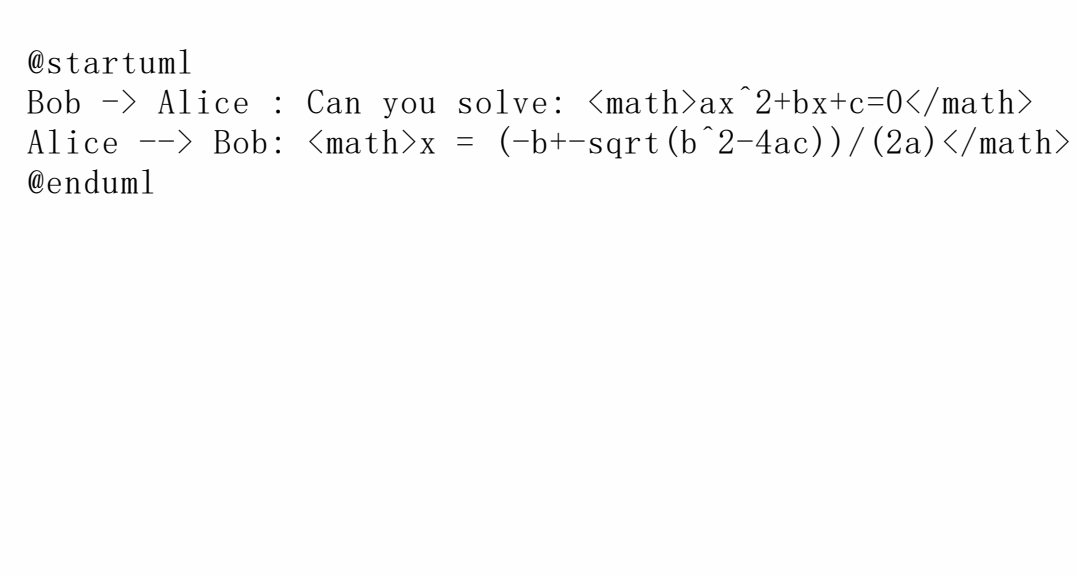 @startuml
Bob -> Alice : Can you solve: <math>ax^2+bx+c=0</math>
Alice --> Bob: <math>x = (-b+-sqrt(b^2-4ac))/(2a)</math>
@enduml